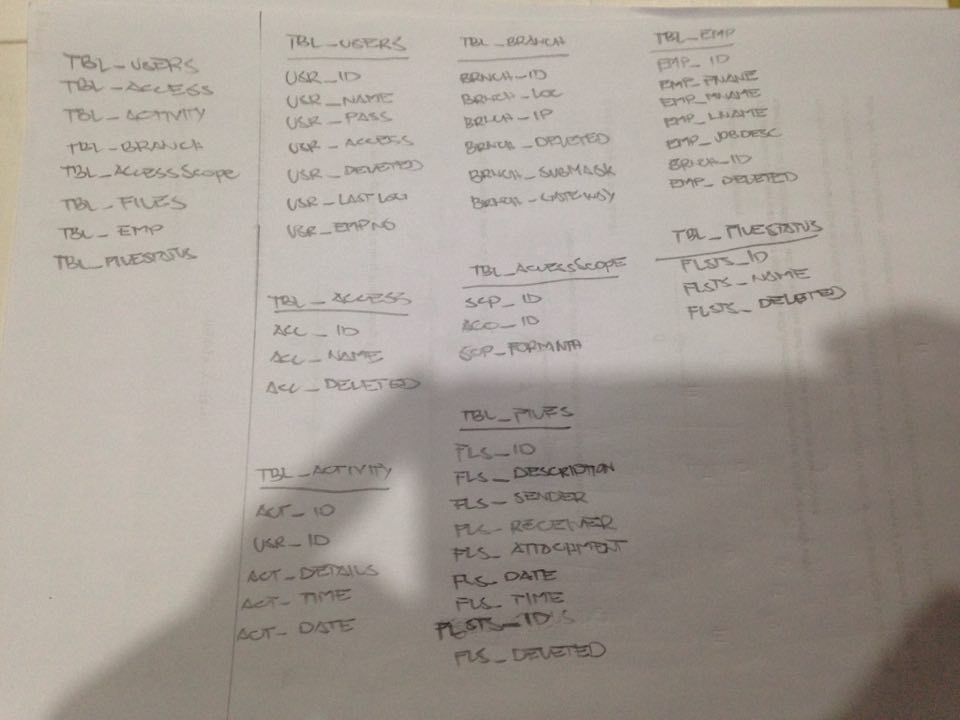 TBL_USERS
TBL_ACCESS
TBL_ACTIVITY
TBL_BRANCH
TBL_ACCESSSCOPE
TBL_FILES
TBL_EMP
TBL_FILESTATUS
TBL_USERS
USR_ID
USR_NAME
USR_PASS
USR_ACCESS
USR_DELETED
USR_LASTLOG
USR_EMPNO
TBL_ACCESS
ACC_ID
ACC_NAME
ACC_DELETED
TBL_ACTIVITY
ACT_ID
USR_ID
ACT_DETAILS
ACT_TIME
ACT_DATE
TBL_BRANCH
BRNCH_ID
BRNCH_LOC
BRNCH_IP
BRNCH_DELETED
BRNCH_SUBMASK
BRNCH_GATEWAY
TBL_ACCESSSCOPE
SCP_ID
ACC_ID
TBL_FILES
FLS_ID
FLS_DESCRIPTION
FLS_SENDER
FLS_RECEIVER
FLS_ATTACHMENT
FLS_DATE
FLS_TIME
FLSTS_ID
FLS_DELETED
TBL_EMP
EMP_ID
EMP_FNAME
EMP_MNAME
EMP_LNAME
EMP_JOBDESC
BRNCH_ID
EMP_DELETED
TBL_FILESTATUS
FLSTS_ID
FLSTS_NAME
FLSTS_DELETED